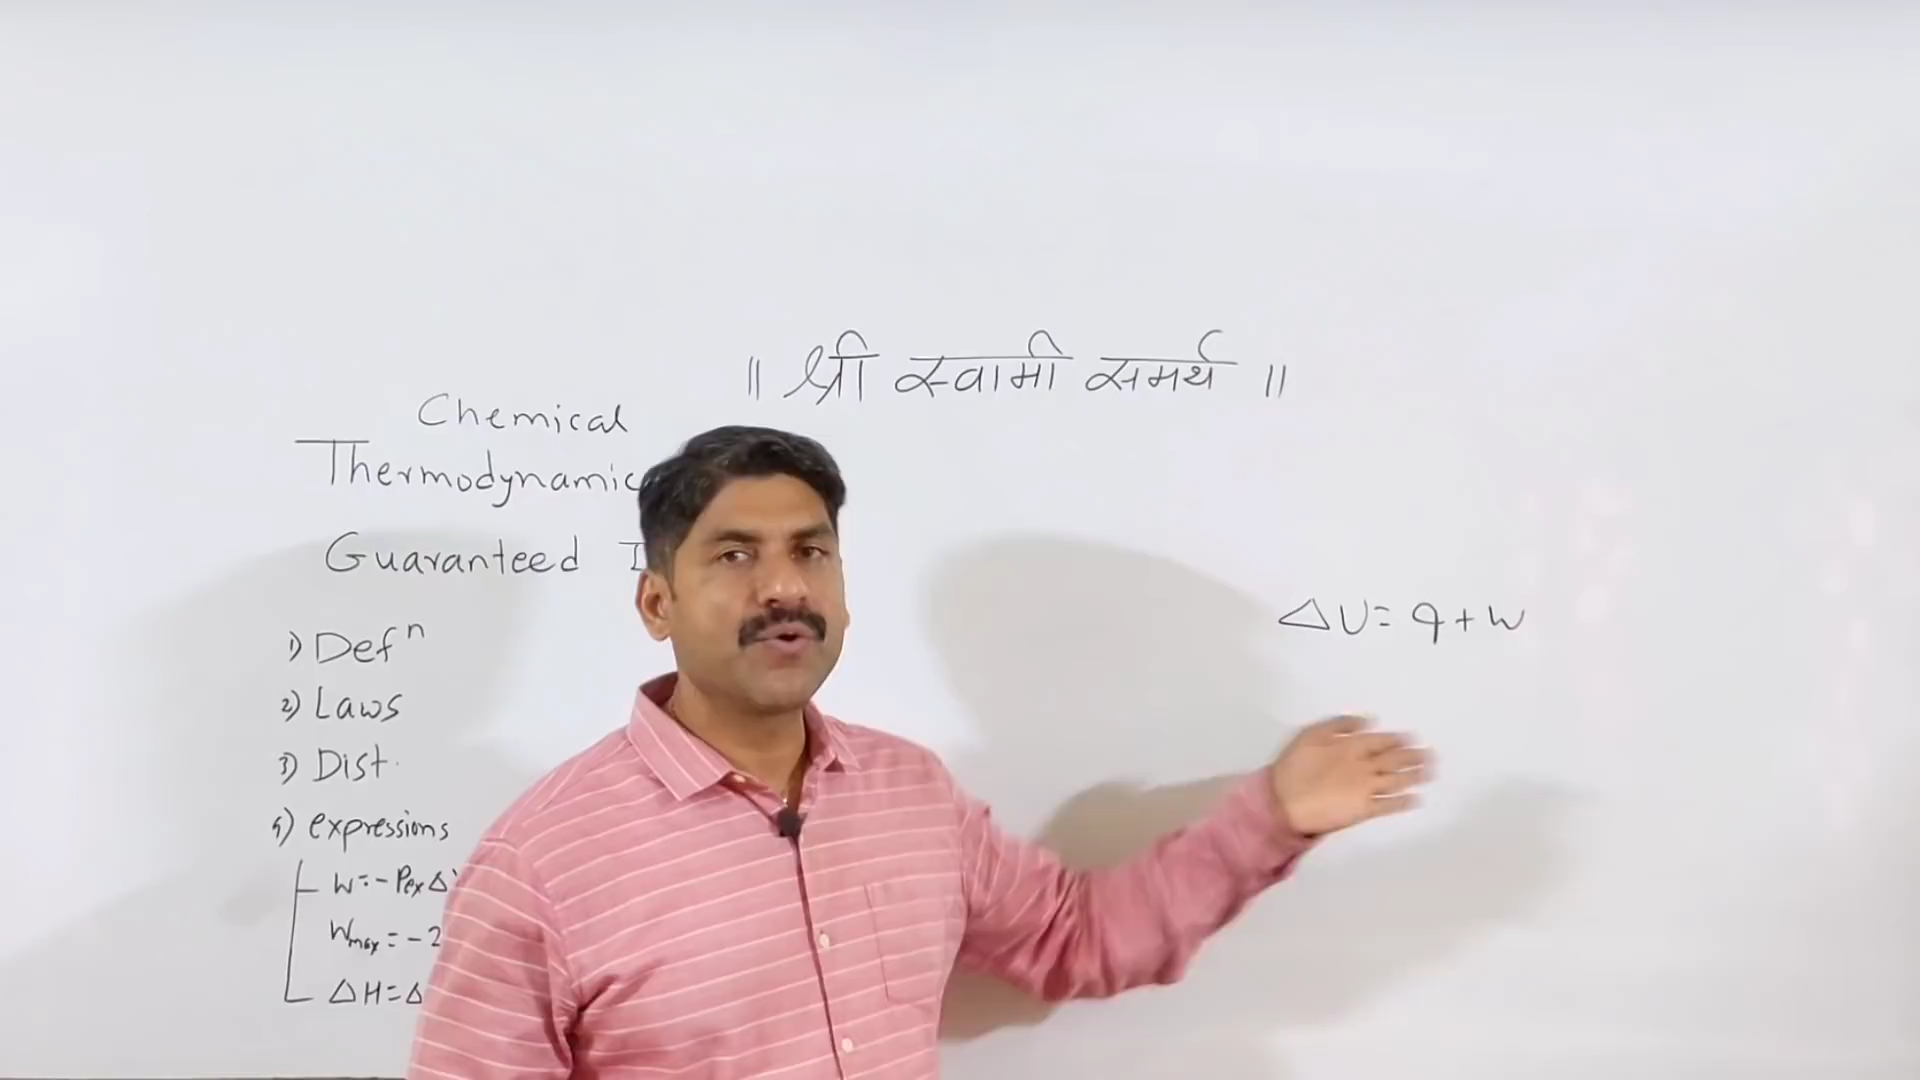 ॥ श्री स्वामी समर्थ ॥
Chemical
Thermodynamic
Guaranteed
1) Defⁿ
2) Laws
3) Dist.
4) expressions
W=-Pex Δ
Wmax = -2
ΔH=Δ
ΔU= q+W